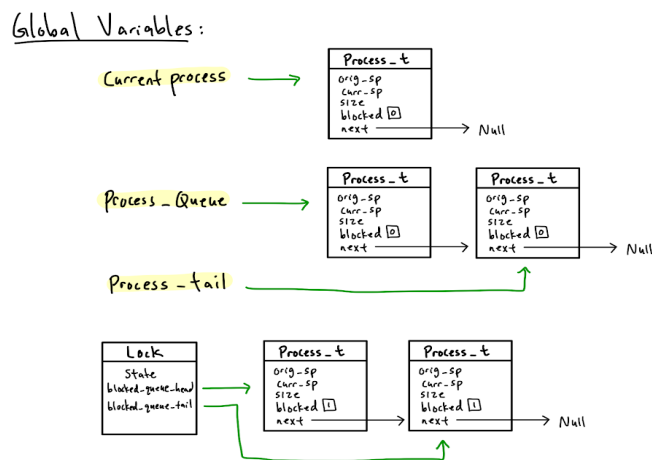 Global Variables:
Current process
Process_t
orig_sp
curr_sp
size
blocked 0
next
Null
Process_Queue
Process_t
orig_sp
curr_sp
size
blocked 0
next
Process_t
orig_sp
curr_sp
size
blocked 0
next
Null
Process_tail
Lock
State
blocked_queue_head
blocked_queue_tail
Process_t
orig_sp
curr_sp
size
blocked 1
next
Process_t
orig_sp
curr_sp
size
blocked 1
next
Null